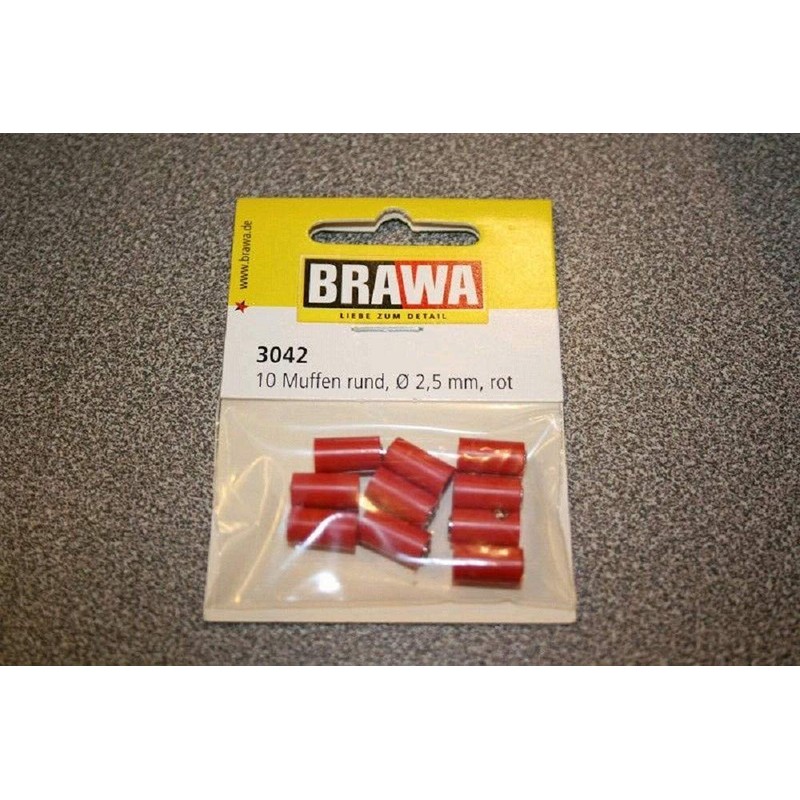 www.brawa.de
BRAWA
LIEBE ZUM DETAIL
3042
10 Muffen rund, Ø 2,5 mm, rot